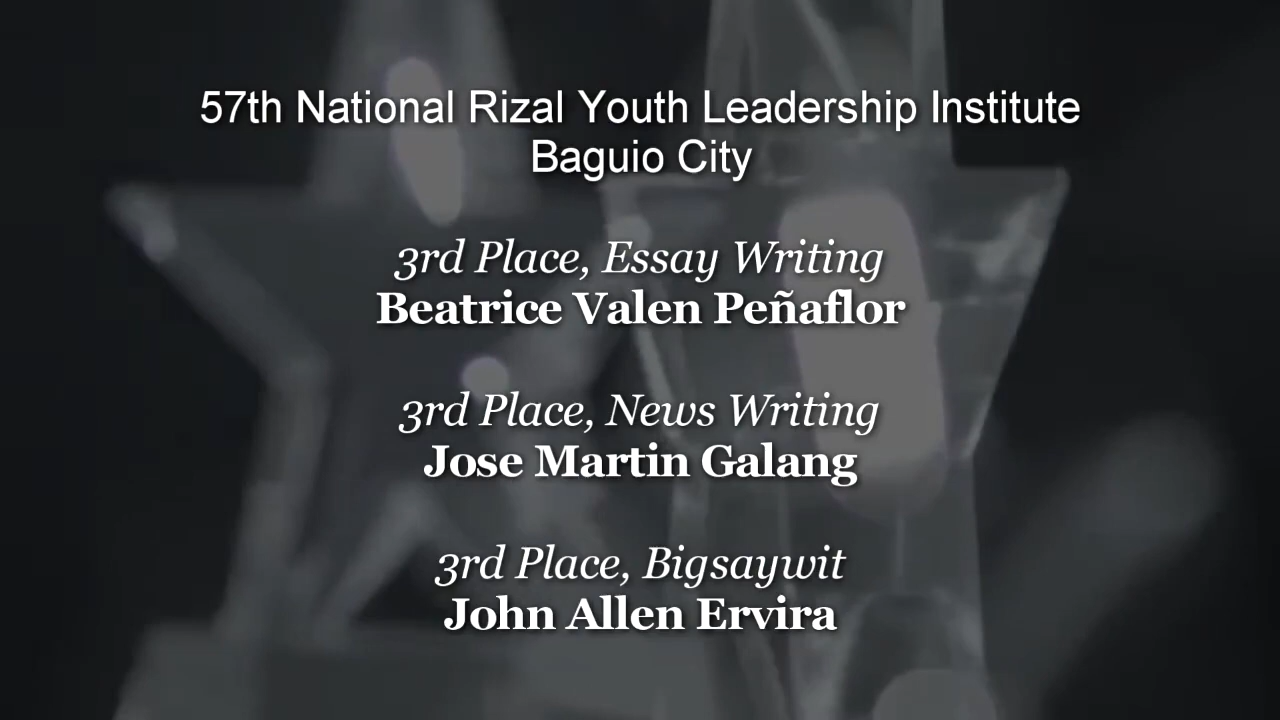 57th National Rizal Youth Leadership Institute
Baguio City
3rd Place, Essay Writing
Beatrice Valen Peñaflor
3rd Place, News Writing
Jose Martin Galang
3rd Place, Bigsaywit
John Allen Ervira